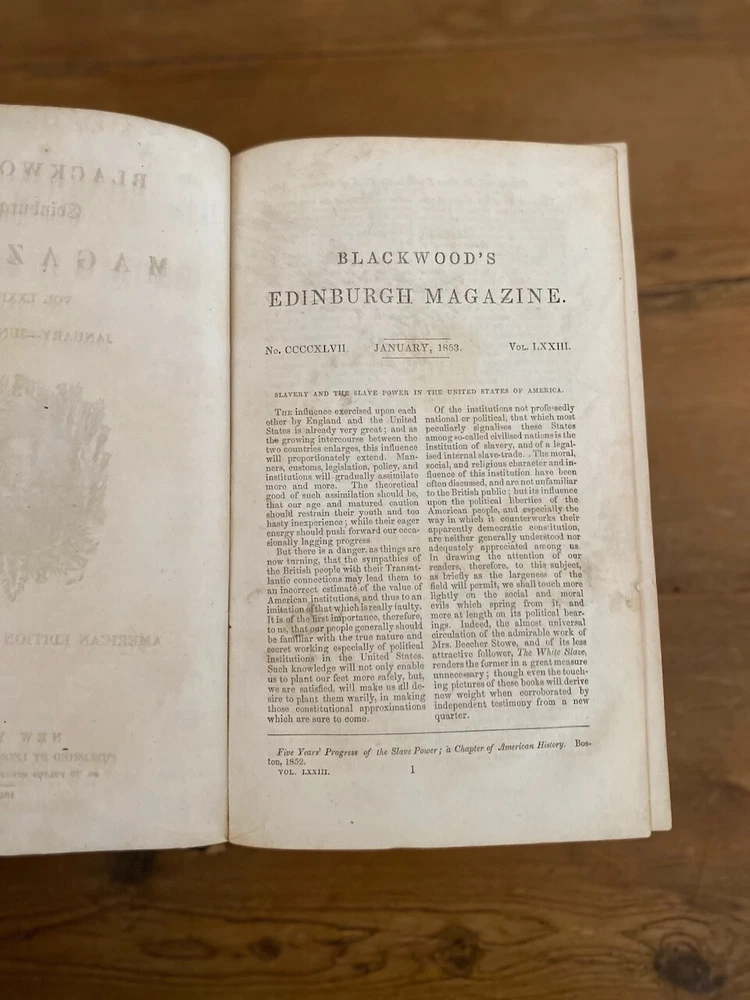 BLACKWOOD'S
EDINBURGH MAGAZINE.
No. CCCCXLVII. JANUARY, 1853. Vol. LXXIII.
SLAVERY AND THE SLAVE POWER IN THE UNITED STATES OF AMERICA.
The influence exercised upon each
other by England and the United
States is already very great; and as
the growing intercourse between the
two countries enlarges, this influence
will proportionately extend. Man-
ners, customs, legislation, policy, and
institutions will gradually assimilate
more and more. The theoretical
good of such assimilation should be,
that our age and matured caution
should restrain their youth and too
hasty inexperience; while their eager
energy should push forward our occa-
sionally lagging progress
But there is a danger, as things are
now turning, that the sympathies of
the British people with their Transat-
lantic connections may lead them to
an incorrect estimate of the value of
American institutions, and thus to an
imitation of that which is really faulty.
It is of the first importance, therefore,
to us, that our people generally should
be familiar with the true nature and
secret working especially of political
institutions in the United States.
Such knowledge will not only enable
us to plant our feet more safely, but,
we are satisfied, will make us all de-
sire to plant them warily, in making
those constitutional approximations
which are sure to come.
Of the institutions not professedly
national or political, that which most
peculiarly signalises these States
among so-called civilised nations is the
institution of slavery, and of a legal-
ised internal slave-trade. The moral,
social, and religious character and in-
fluence of this institution have been
often discussed, and are not unfamiliar
to the British public; but its influence
upon the political liberties of the
American people, and especially the
way in which it counterworks their
apparently democratic constitution,
are neither generally understood nor
adequately appreciated among us.
In drawing the attention of our
readers, therefore, to this subject,
as briefly as the largeness of the
field will permit, we shall touch more
lightly on the social and moral
evils which spring from it, and
more at length on its political bear-
ings. Indeed, the almost universal
circulation of the admirable work of
Mrs. Beecher Stowe, and of its less
attractive follower, The White Slave,
renders the former in a great measure
unnecessary; though even the touch-
ing pictures of these books will derive
new weight when corroborated by
independent testimony from a new
quarter.
Five Years' Progress of the Slave Power; a Chapter of American History. Bos-
ton, 1852.
VOL. LXXIII. 1